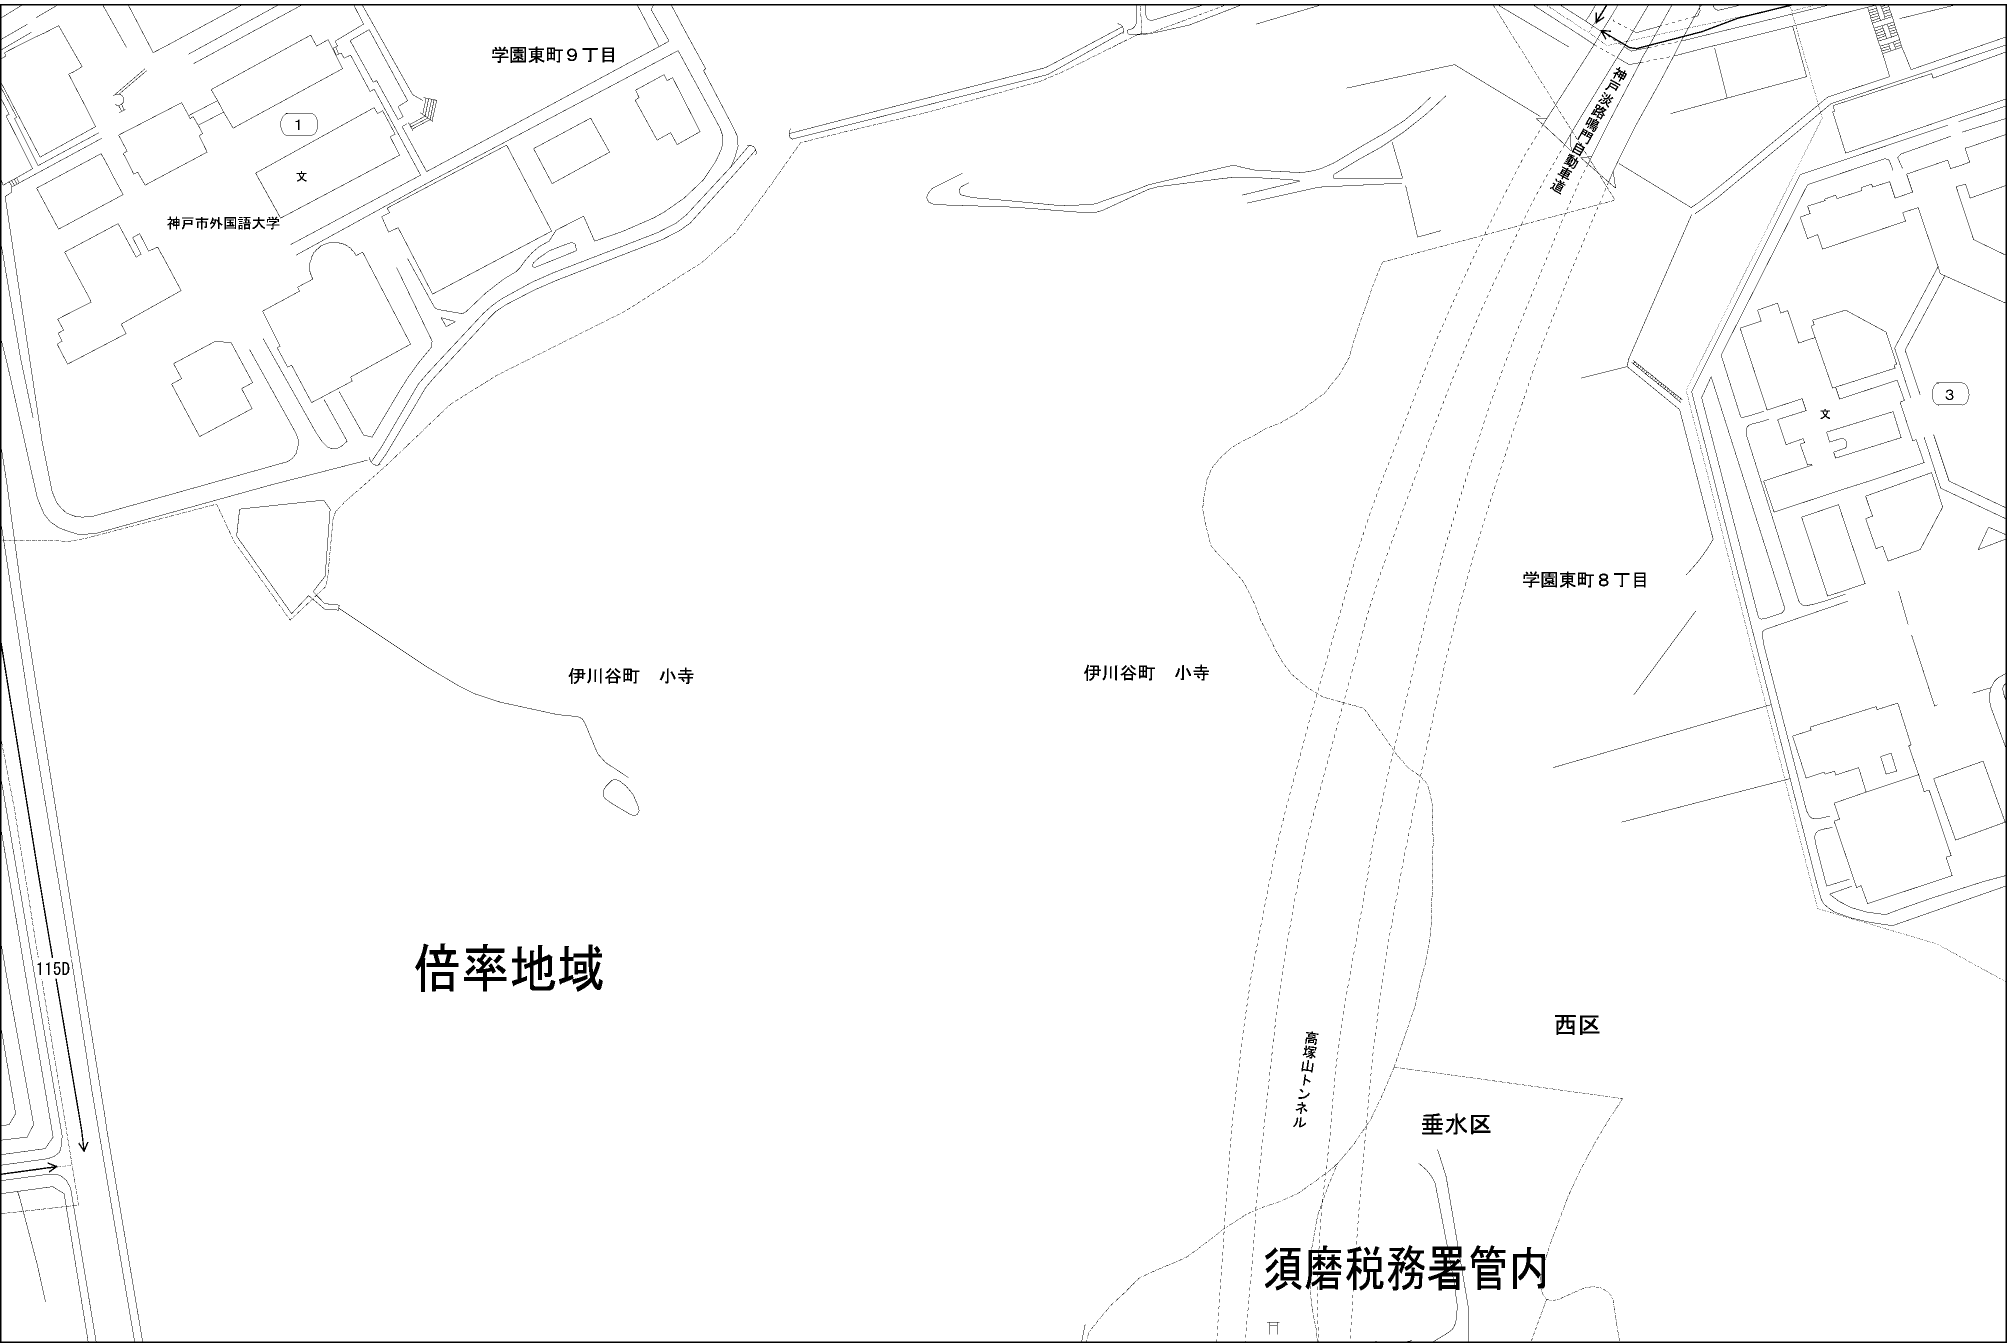 学園東町９丁目
神戸淡路鳴門自動車道
1
文
神戸市外国語大学
3
文
学園東町８丁目
伊川谷町　小寺
伊川谷町　小寺
倍率地域
115D
西区
高塚山トンネル
垂水区
須磨税務署管内